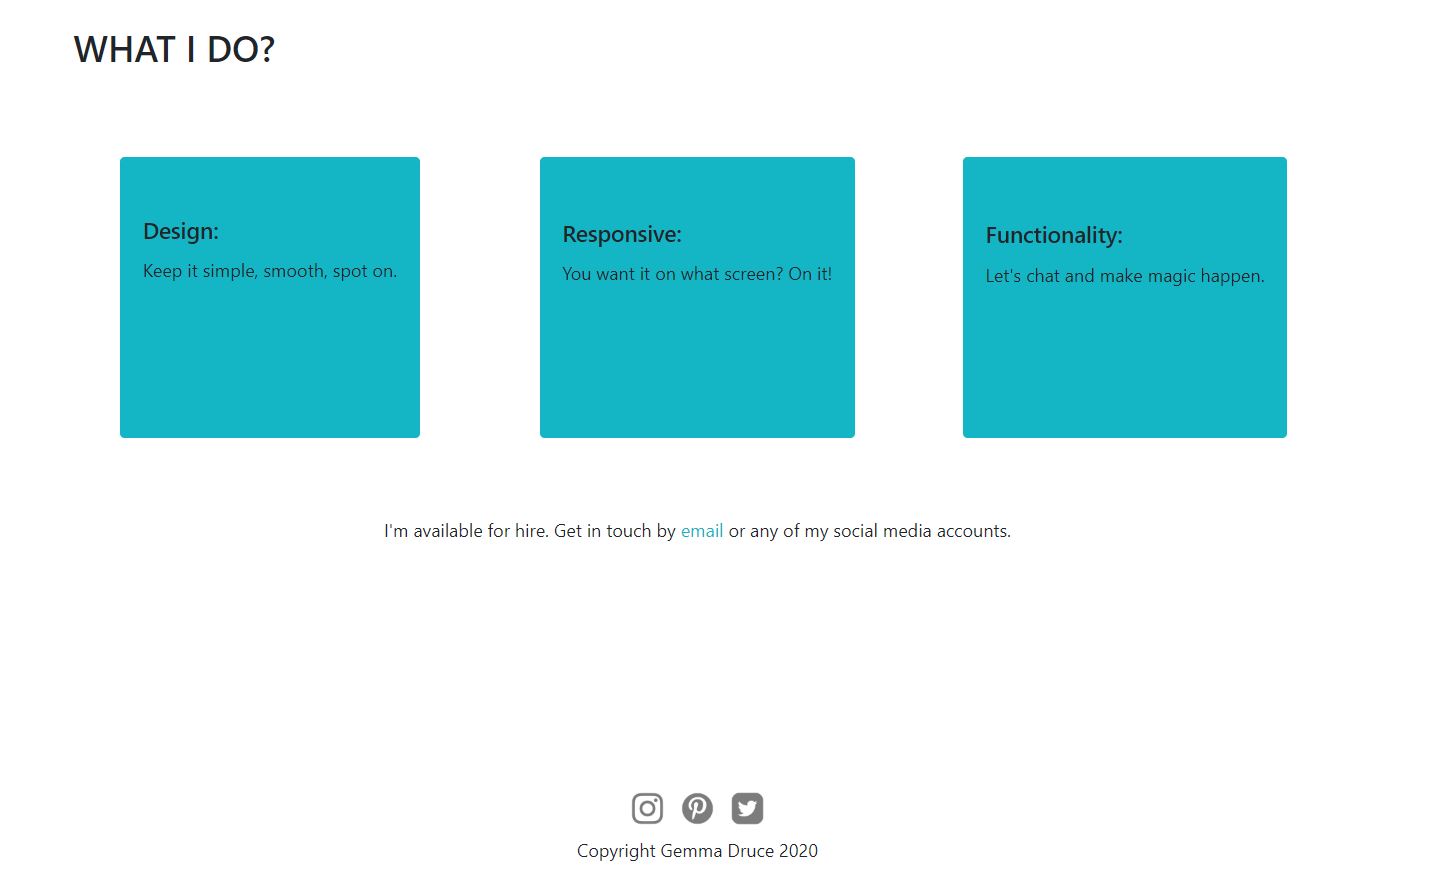 WHAT I DO?
Design:
Keep it simple, smooth, spot on.
Responsive:
You want it on what screen? On it!
Functionality:
Let's chat and make magic happen.
I'm available for hire. Get in touch by email or any of my social media accounts.
Copyright Gemma Druce 2020